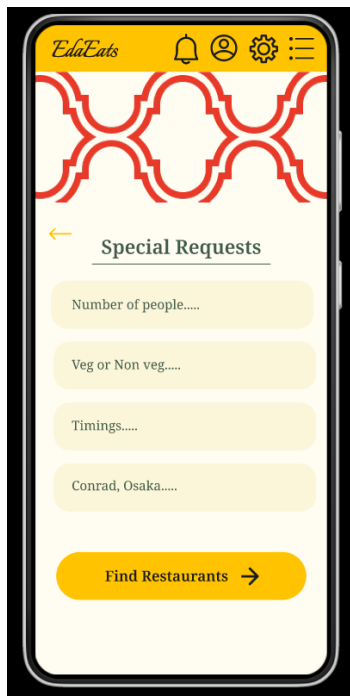 EdaEats
Special Requests
Number of people.....
Veg or Non veg.....
Timings.....
Conrad, Osaka.....
Find Restaurants